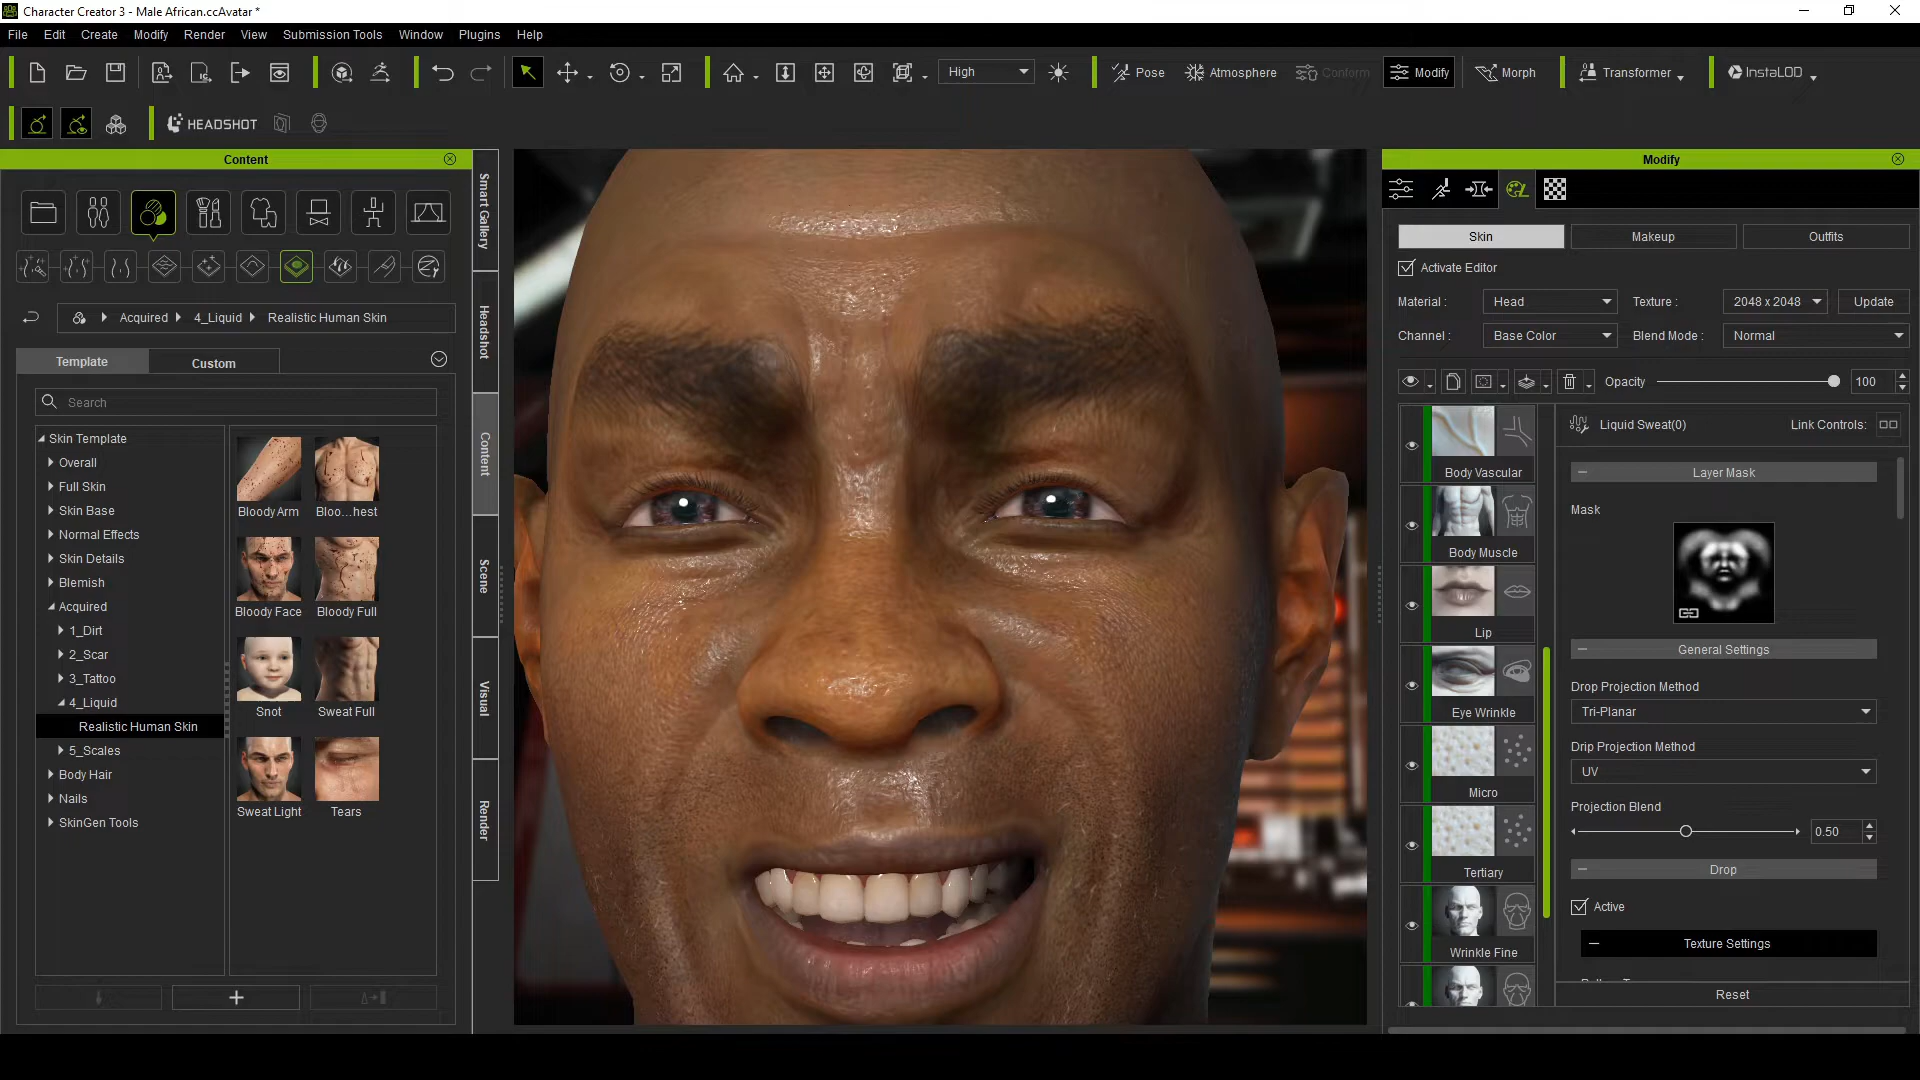 Character Creator 3 - Male African.ccAvatar *
File Edit Create Modify Render View Submission Tools Window Plugins Help
High Pose Atmosphere Conform Modify Morph Transformer InstaLOD
HEADSHOT
Content
Acquired 4_Liquid Realistic Human Skin
Template Custom
Search
Skin Template
Overall
Full Skin
Skin Base
Normal Effects
Skin Details
Blemish
Acquired
1_Dirt
2_Scar
3_Tattoo
4_Liquid
Realistic Human Skin
5_Scales
Body Hair
Nails
SkinGen Tools
Bloody Arm Bloo...hest
Bloody Face Bloody Full
Snot Sweat Full
Sweat Light Tears
Smart Gallery
Headshot
Content
Scene
Visual
Render
Modify
Skin Makeup Outfits
Activate Editor
Material : Head Texture : 2048 x 2048 Update
Channel : Base Color Blend Mode : Normal
Opacity 100
Body Vascular
Body Muscle
Lip
Eye Wrinkle
Micro
Tertiary
Wrinkle Fine
Liquid Sweat(0) Link Controls:
Layer Mask
Mask
General Settings
Drop Projection Method
Tri-Planar
Drip Projection Method
UV
Projection Blend
0.50
Drop
Active
Texture Settings
Reset